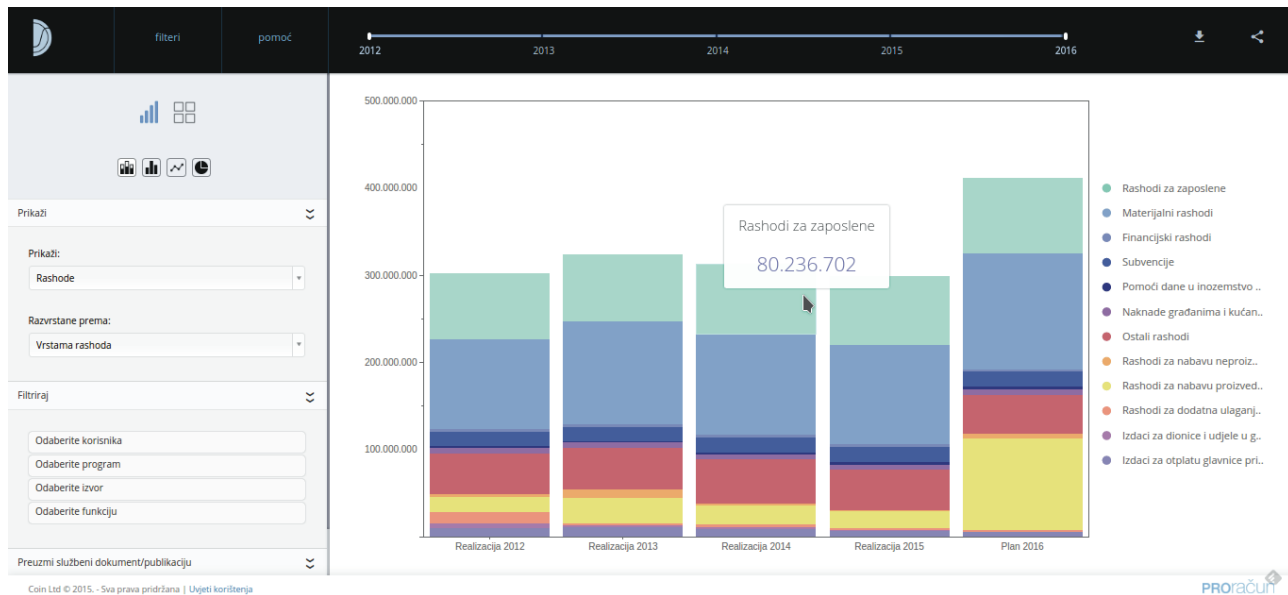 filteri
pomoć
2012
2013
2014
2015
2016
Prikaži
Prikaži:
Rashode
Razvrstane prema:
Vrstama rashoda
Filtriraj
Odaberite korisnika
Odaberite program
Odaberite izvor
Odaberite funkciju
Preuzmi službeni dokument/publikaciju
500.000.000
400.000.000
300.000.000
200.000.000
100.000.000
Rashodi za zaposlene
80.236.702
Realizacija 2012
Realizacija 2013
Realizacija 2014
Realizacija 2015
Plan 2016
Rashodi za zaposlene
Materijalni rashodi
Financijski rashodi
Subvencije
Pomoći dane u inozemstvo ..
Naknade građanima i kućan..
Ostali rashodi
Rashodi za nabavu neproiz..
Rashodi za nabavu proizved..
Rashodi za dodatna ulaganj..
Izdaci za dionice i udjele u g..
Izdaci za otplatu glavnice pri..
Coin Ltd © 2015. - Sva prava pridržana | Uvjeti korištenja
PROračun